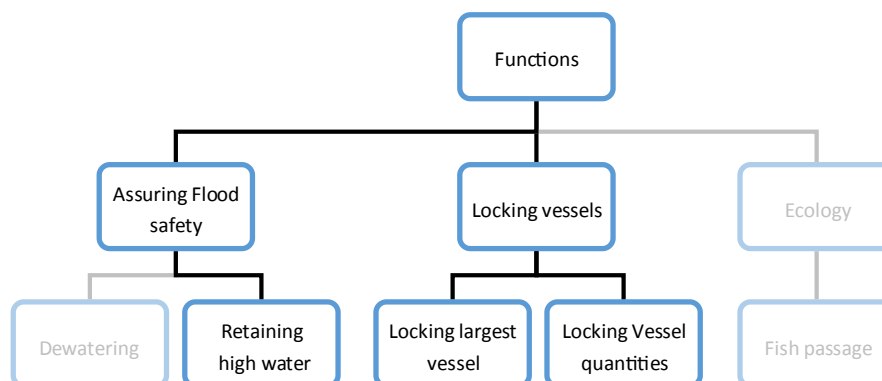 Functions
Assuring Flood
safety
Locking vessels
Ecology
Dewatering
Retaining
high water
Locking largest
vessel
Locking Vessel
quantities
Fish passage